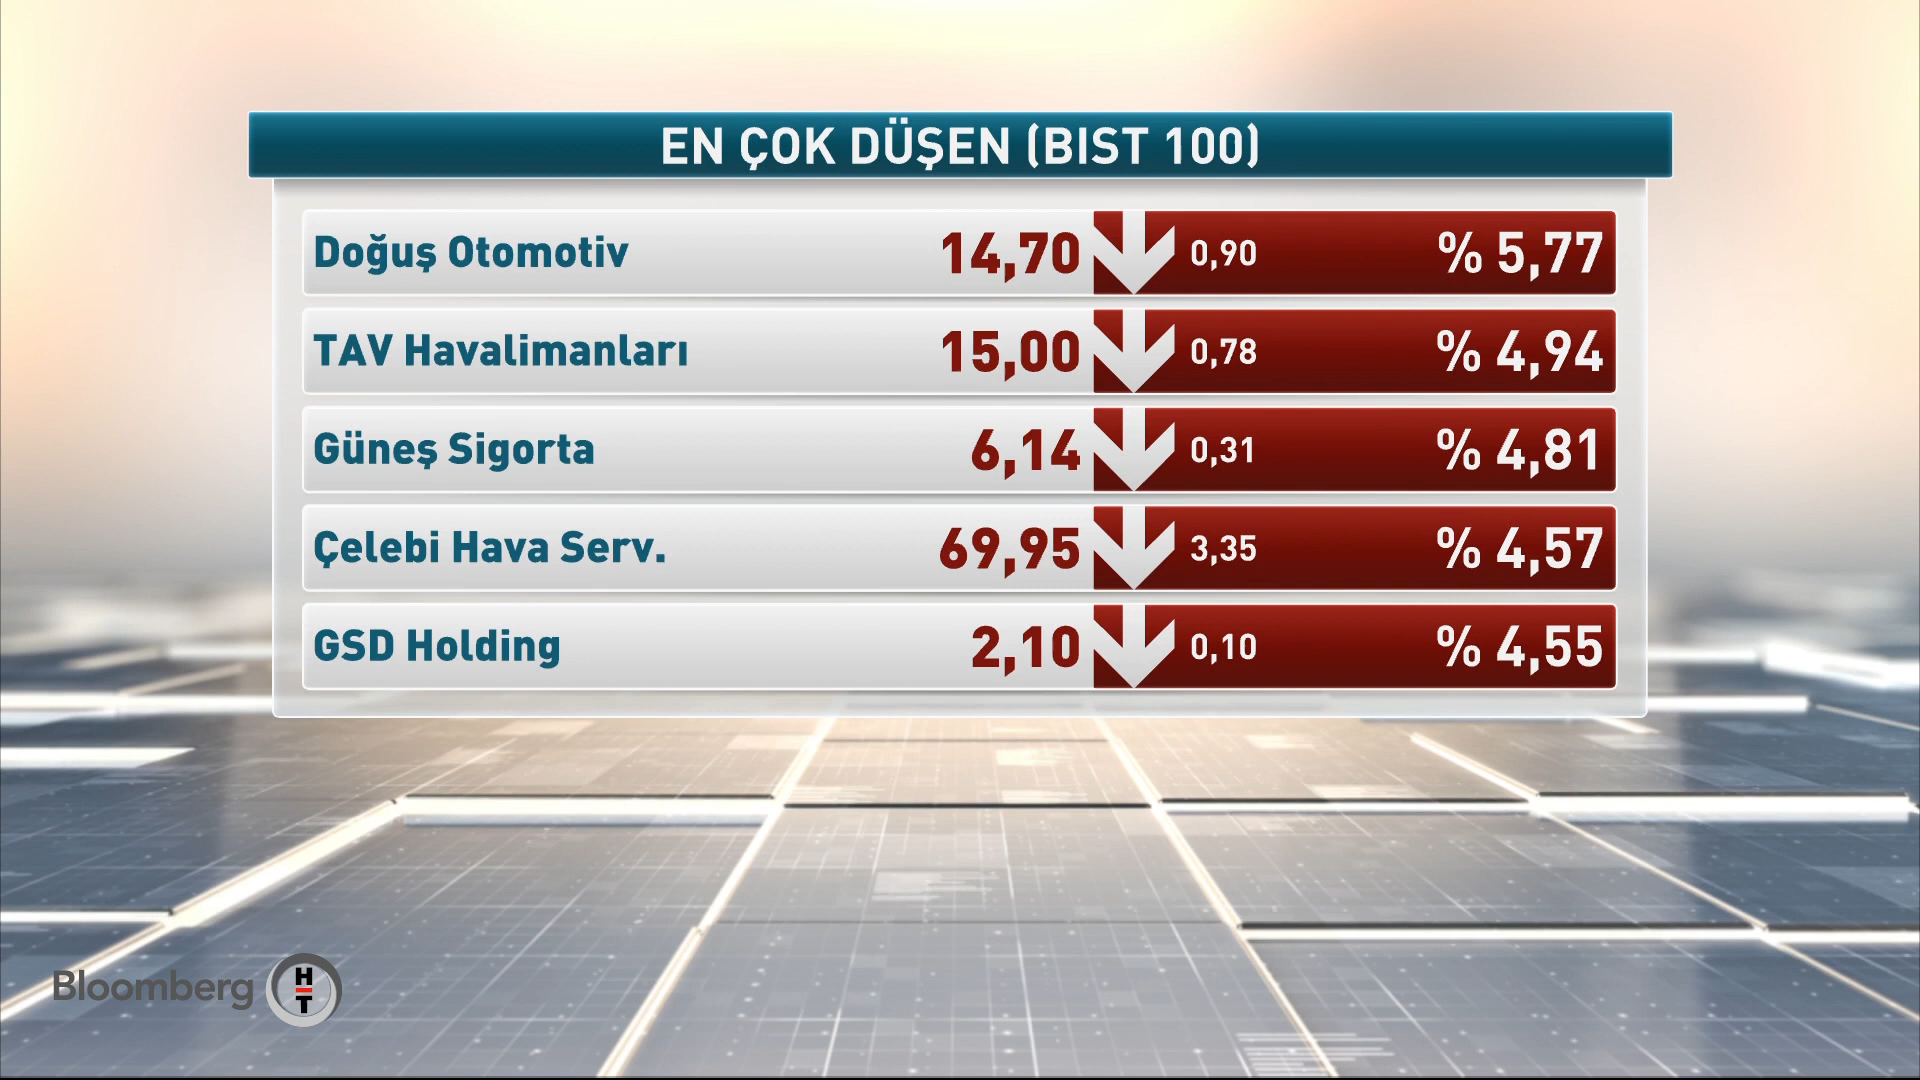 EN ÇOK DÜŞEN (BIST 100)
Doğuş Otomotiv 14,70 0,90 % 5,77
TAV Havalimanları 15,00 0,78 % 4,94
Güneş Sigorta 6,14 0,31 % 4,81
Çelebi Hava Serv. 69,95 3,35 % 4,57
GSD Holding 2,10 0,10 % 4,55
Bloomberg HT